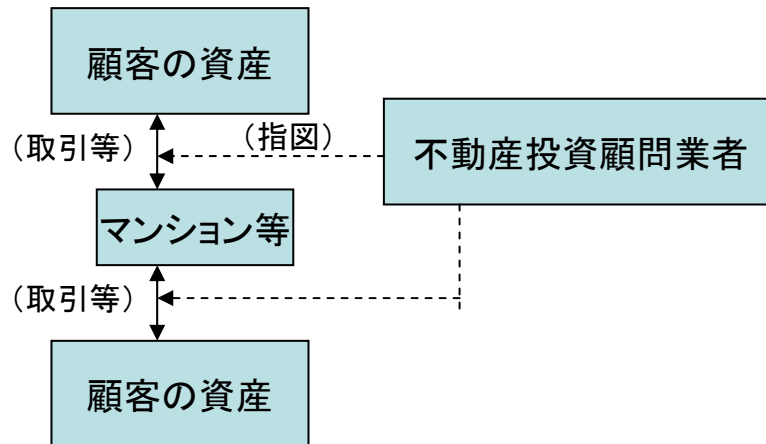 顧客の資産
（取引等）
（指図）
不動産投資顧問業者
マンション等
（取引等）
顧客の資産